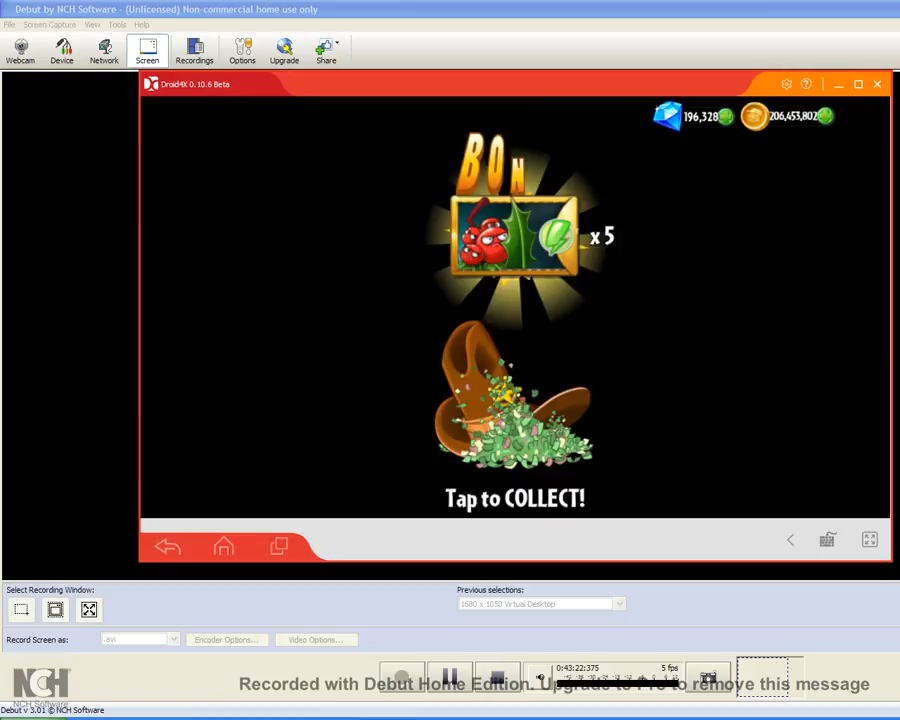 Debut by NCH Software - (Unlicensed) Non-commercial home use only
File Screen Capture View Tools Help
Webcam Device Network Screen Recordings Options Upgrade Share
Droid4X 0.10.6 Beta
196,328 206,453,802
BON
x 5
Tap to COLLECT!
Select Recording Window:
Previous selections:
1680 x 1050 Virtual Desktop
Record Screen as: .avi Encoder Options... Video Options...
0:43:22:375 5 fps
NCH
NCH Software
Recorded with Debut Home Edition. Upgrade to Pro to remove this message
Debut v 3.01 © NCH Software